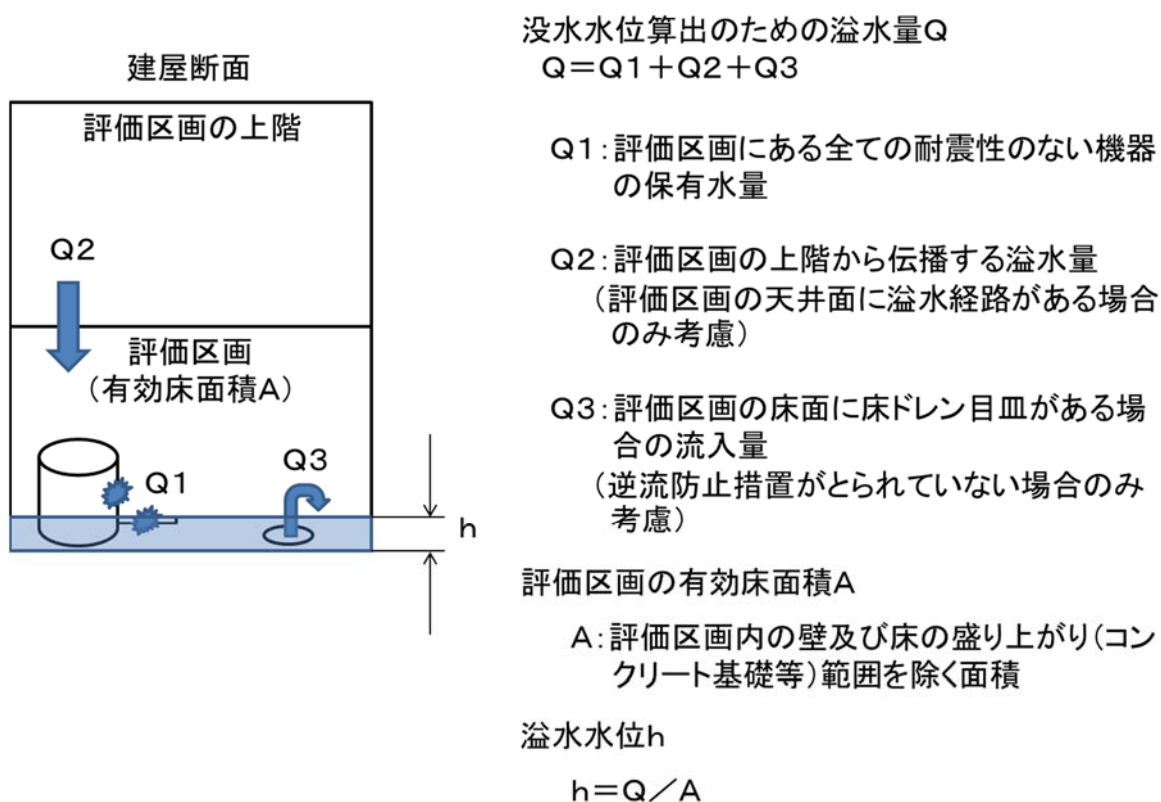 建屋断面
評価区画の上階
Q2
評価区画
(有効床面積A)
Q1
Q3
h
没水水位算出のための溢水量Q
Q=Q1+Q2+Q3
Q1:評価区画にある全ての耐震性のない機器
の保有水量
Q2:評価区画の上階から伝播する溢水量
(評価区画の天井面に溢水経路がある場合
のみ考慮)
Q3:評価区画の床面に床ドレン目皿がある場
合の流入量
(逆流防止措置がとられていない場合のみ
考慮)
評価区画の有効床面積A
A:評価区画内の壁及び床の盛り上がり(コン
クリート基礎等)範囲を除く面積
溢水水位h
h=Q/A